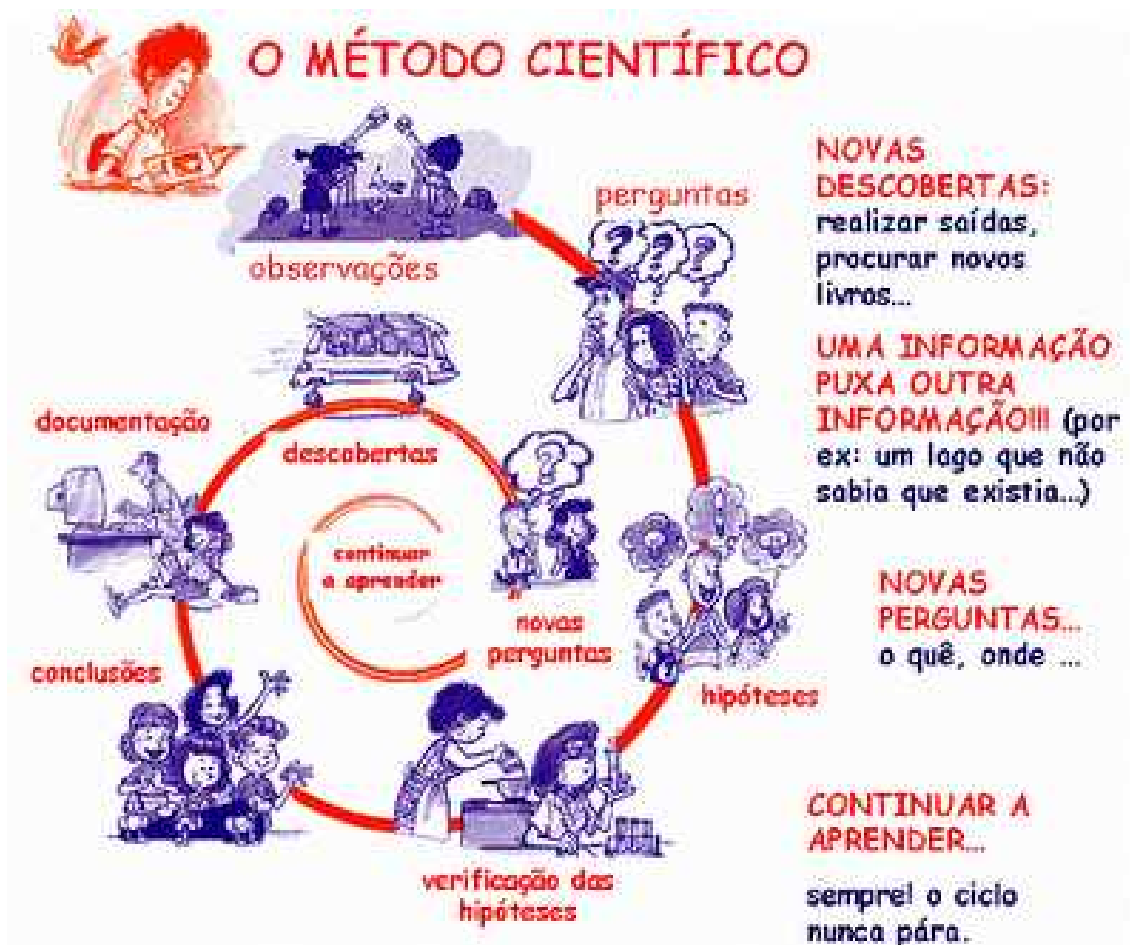 O MÉTODO CIENTÍFICO
observações
perguntas
hipóteses
verificação das
hipóteses
conclusões
documentação
descobertas
novas
perguntas
continuar
a aprender
NOVAS
DESCOBERTAS:
realizar saídas,
procurar novos
livros...
UMA INFORMAÇÃO
PUXA OUTRA
INFORMAÇÃO!!! (por
ex: um lago que não
sabia que existia...)
NOVAS
PERGUNTAS...
o quê, onde ...
CONTINUAR A
APRENDER...
sempre! o ciclo
nunca pára.